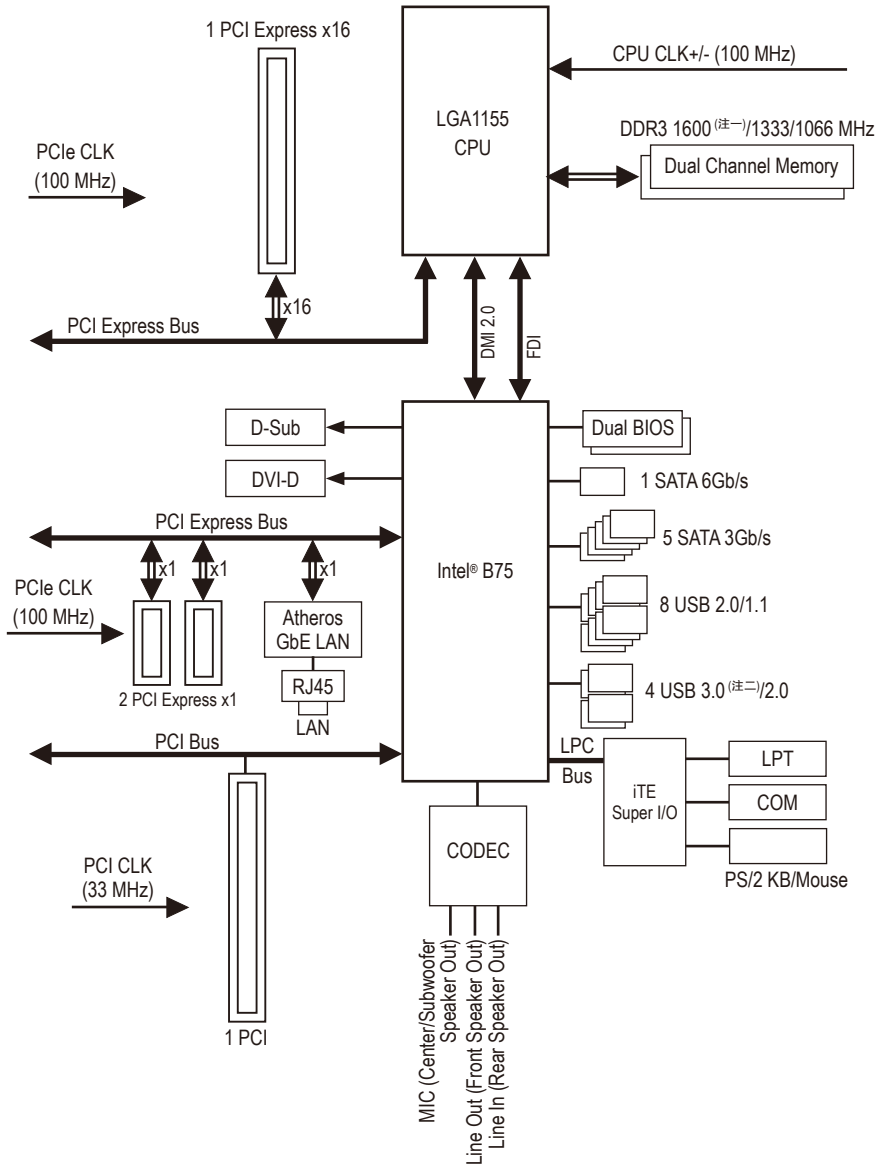 1 PCI Express x16
CPU CLK+/- (100 MHz)
LGA1155
CPU
DDR3 1600 (注一)/1333/1066 MHz
Dual Channel Memory
PCIe CLK
(100 MHz)
x16
PCI Express Bus
DMI 2.0
FDI
D-Sub
Dual BIOS
DVI-D
1 SATA 6Gb/s
PCI Express Bus
5 SATA 3Gb/s
x1
x1
x1
Intel® B75
PCIe CLK
(100 MHz)
Atheros
GbE LAN
8 USB 2.0/1.1
RJ45
2 PCI Express x1
LAN
4 USB 3.0 (注二)/2.0
PCI Bus
LPC
Bus
iTE
Super I/O
LPT
COM
PS/2 KB/Mouse
CODEC
PCI CLK
(33 MHz)
1 PCI
MIC (Center/Subwoofer
Speaker Out)
Line Out (Front Speaker Out)
Line In (Rear Speaker Out)